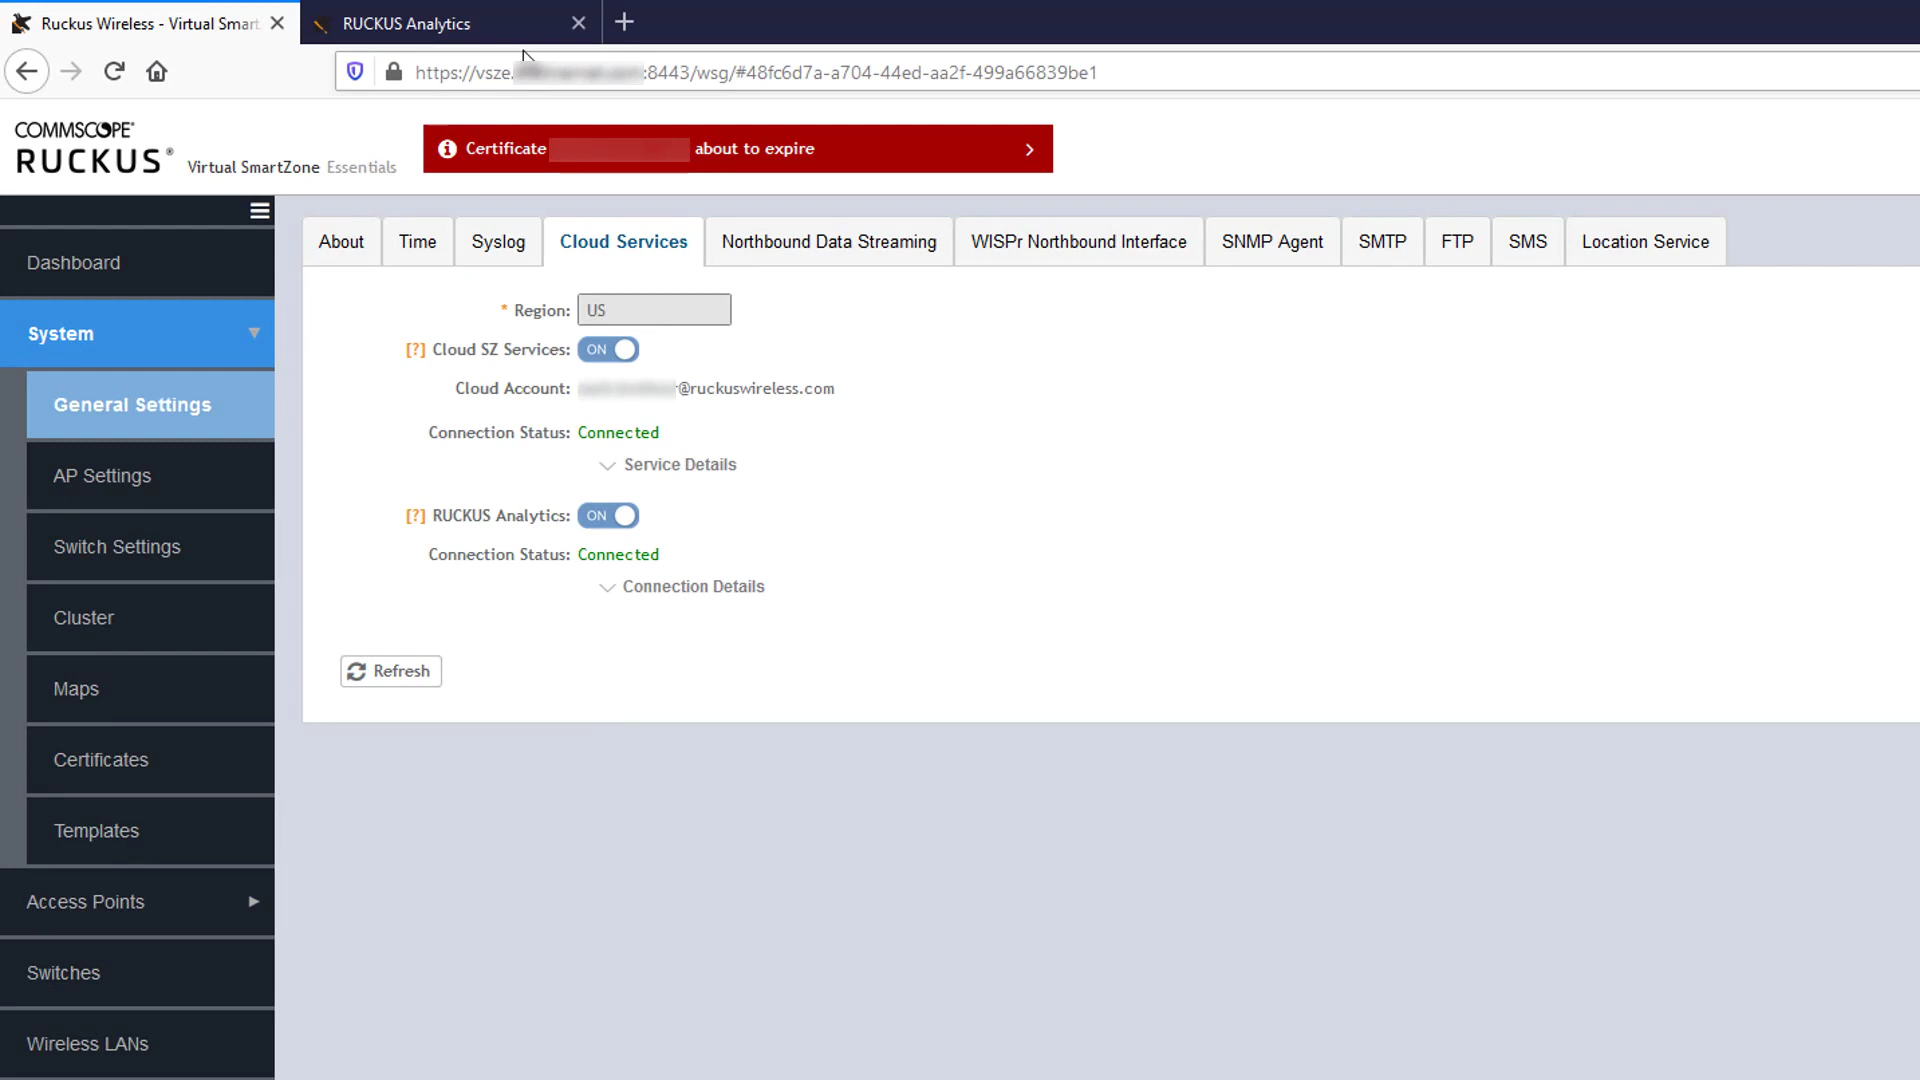 Ruckus Wireless - Virtual Smart
RUCKUS Analytics
https://vsze. :8443/wsg/#48fc6d7a-a704-44ed-aa2f-499a66839be1
COMMSCOPE®
RUCKUS®
Virtual SmartZone Essentials
Certificate about to expire
About
Time
Syslog
Cloud Services
Northbound Data Streaming
WISPr Northbound Interface
SNMP Agent
SMTP
FTP
SMS
Location Service
Dashboard
System
General Settings
AP Settings
Switch Settings
Cluster
Maps
Certificates
Templates
Access Points
Switches
Wireless LANs
* Region: US
[?] Cloud SZ Services: ON
Cloud Account: @ruckuswireless.com
Connection Status: Connected
Service Details
[?] RUCKUS Analytics: ON
Connection Status: Connected
Connection Details
Refresh